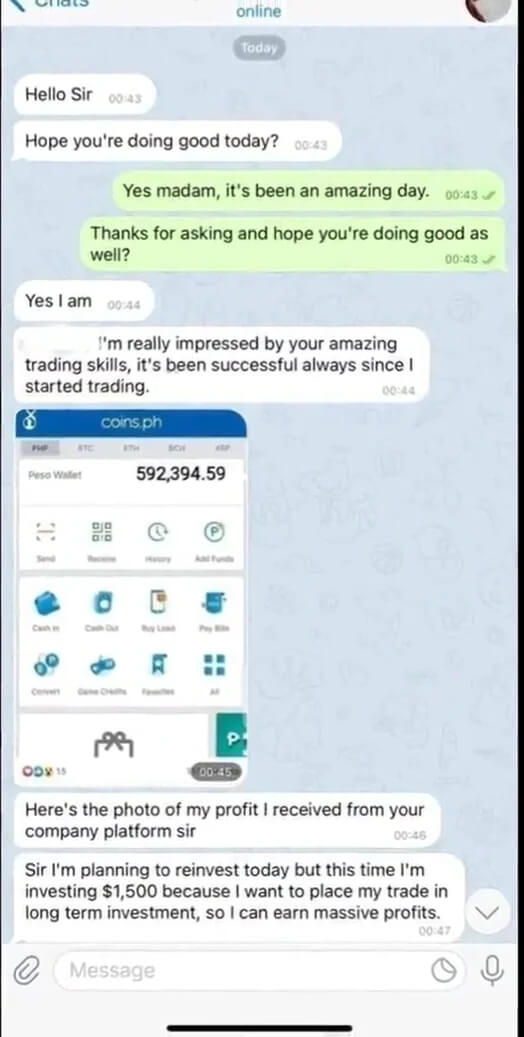 Chats
online
Today
Hello Sir 00:43
Hope you're doing good today? 00:43
Yes madam, it's been an amazing day. 00:43
Thanks for asking and hope you're doing good as
well? 00:43
Yes I am 00:44
I'm really impressed by your amazing
trading skills, it's been successful always since I
started trading. 00:44
coins.ph
PHP BTC ETH BCH XRP
Peso Wallet 592,394.59
Send Receive History Add Funds
Cash In Cash Out Buy Load Pay Bills
Convert Game Credits Favorites All
15 00:45
Here's the photo of my profit I received from your
company platform sir 00:46
Sir I'm planning to reinvest today but this time I'm
investing $1,500 because I want to place my trade in
long term investment, so I can earn massive profits.
00:47
Message